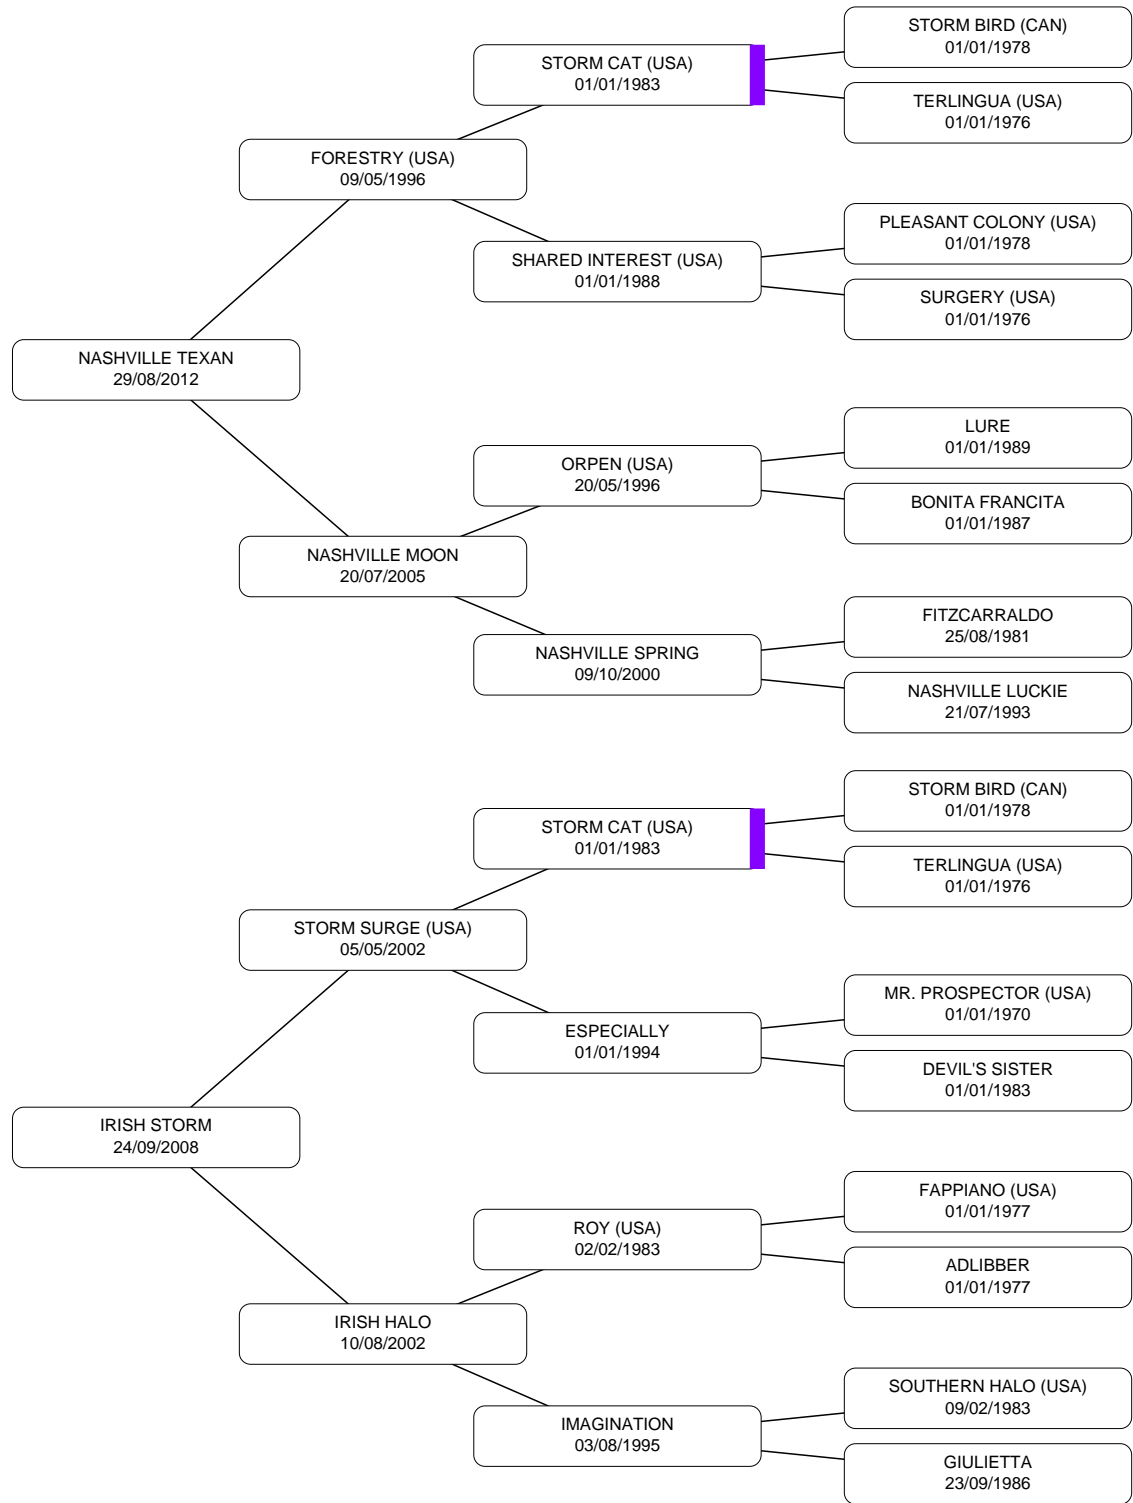 STORM BIRD (CAN)
01/01/1978
STORM CAT (USA)
01/01/1983
TERLINGUA (USA)
01/01/1976
FORESTRY (USA)
09/05/1996
PLEASANT COLONY (USA)
01/01/1978
SHARED INTEREST (USA)
01/01/1988
SURGERY (USA)
01/01/1976
NASHVILLE TEXAN
29/08/2012
LURE
01/01/1989
ORPEN (USA)
20/05/1996
BONITA FRANCITA
01/01/1987
NASHVILLE MOON
20/07/2005
FITZCARRALDO
25/08/1981
NASHVILLE SPRING
09/10/2000
NASHVILLE LUCKIE
21/07/1993
STORM BIRD (CAN)
01/01/1978
STORM CAT (USA)
01/01/1983
TERLINGUA (USA)
01/01/1976
STORM SURGE (USA)
05/05/2002
MR. PROSPECTOR (USA)
01/01/1970
ESPECIALLY
01/01/1994
DEVIL'S SISTER
01/01/1983
IRISH STORM
24/09/2008
FAPPIANO (USA)
01/01/1977
ROY (USA)
02/02/1983
ADLIBBER
01/01/1977
IRISH HALO
10/08/2002
SOUTHERN HALO (USA)
09/02/1983
IMAGINATION
03/08/1995
GIULIETTA
23/09/1986